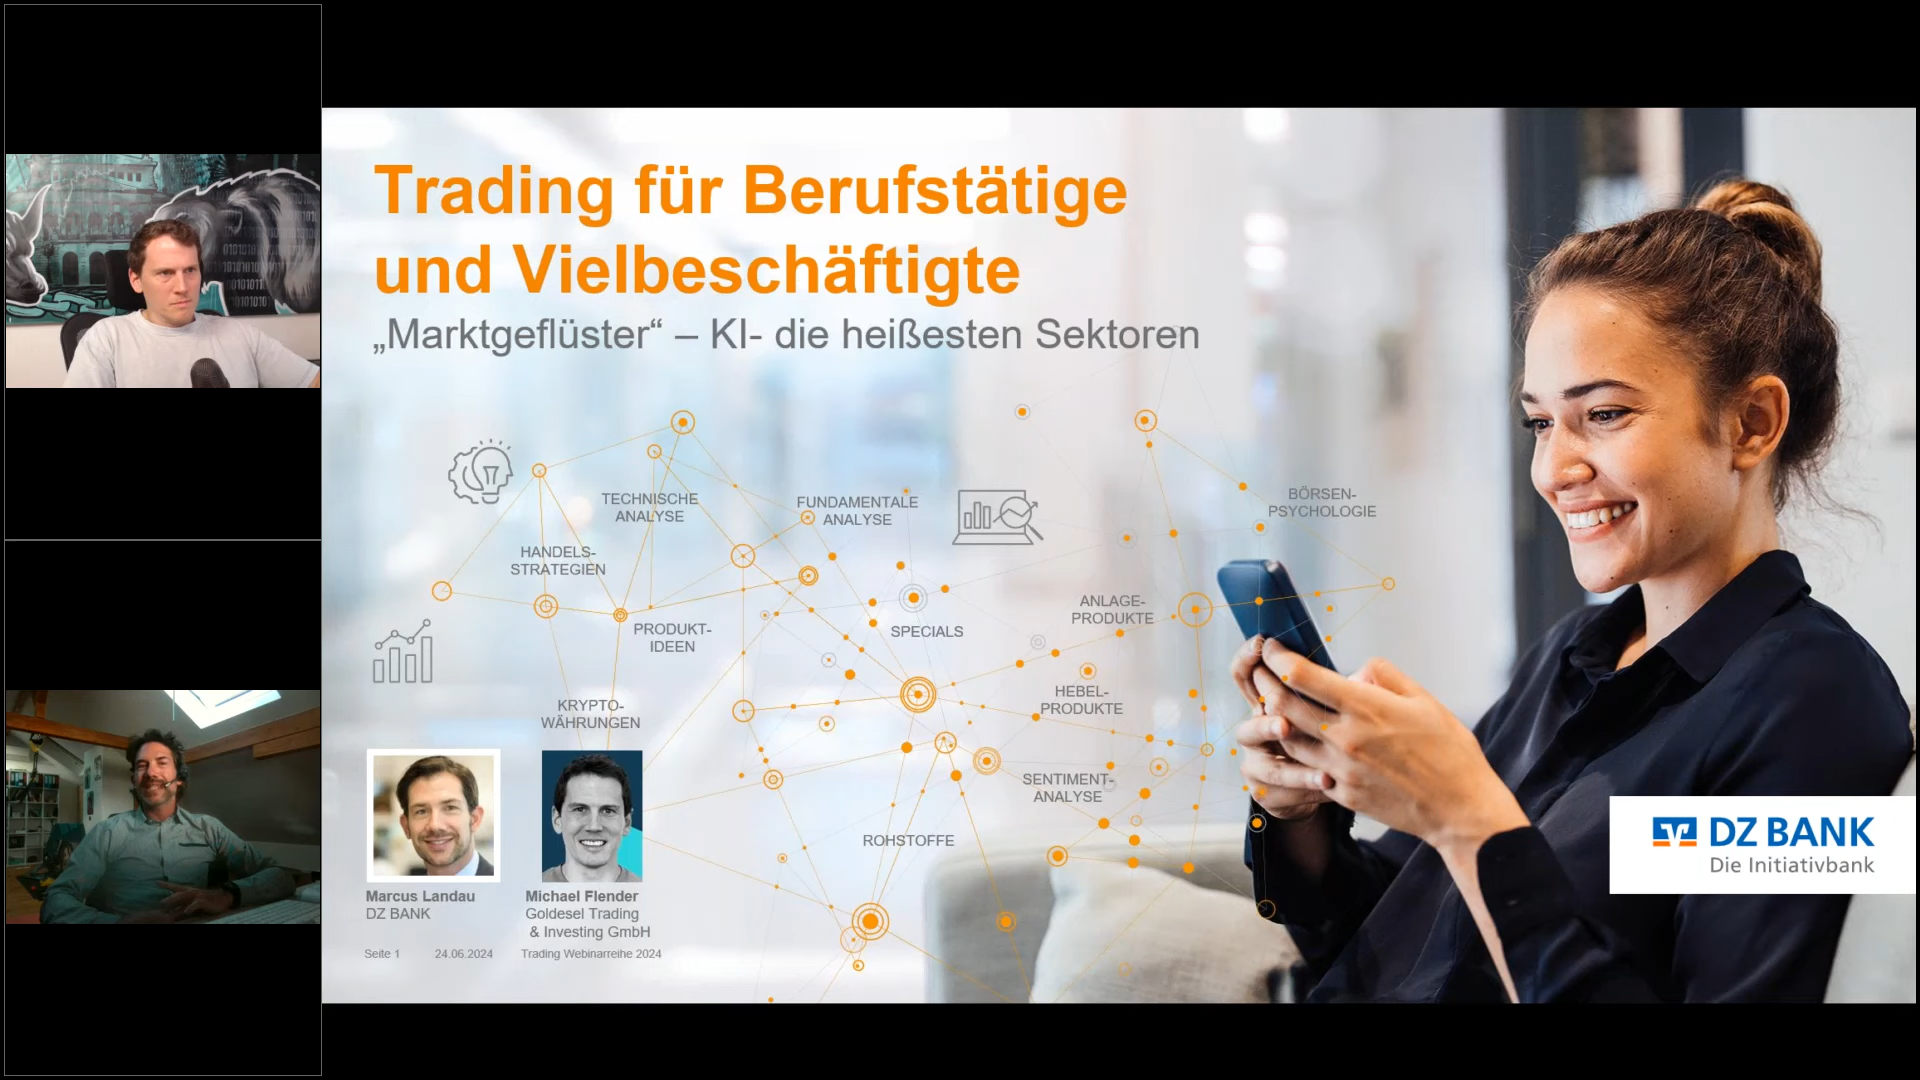 Trading für Berufstätige
und Vielbeschäftigte
„Marktgeflüster“ – KI- die heißesten Sektoren
TECHNISCHE
ANALYSE
FUNDAMENTALE
ANALYSE
BÖRSEN-
PSYCHOLOGIE
HANDELS-
STRATEGIEN
ANLAGE-
PRODUKTE
PRODUKT-
IDEEN
SPECIALS
HEBEL-
PRODUKTE
KRYPTO-
WÄHRUNGEN
SENTIMENT-
ANALYSE
ROHSTOFFE
DZ BANK
Die Initiativbank
Marcus Landau
DZ BANK
Michael Flender
Goldesel Trading
& Investing GmbH
Seite 1 24.06.2024 Trading Webinarreihe 2024